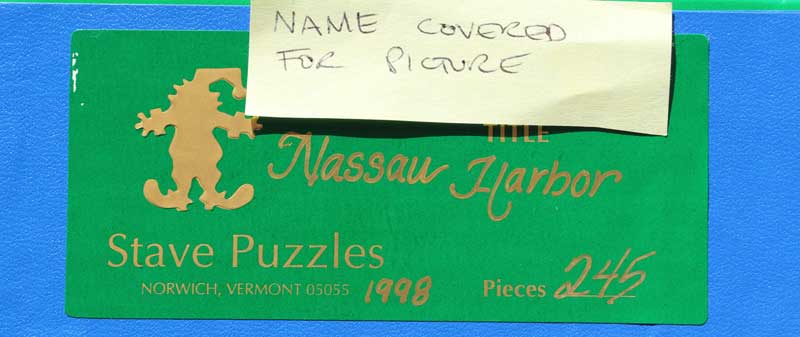 NAME COVERED
FOR PICTURE
TITLE
Nassau Harbor
Stave Puzzles
NORWICH, VERMONT 05055 1998
Pieces 245